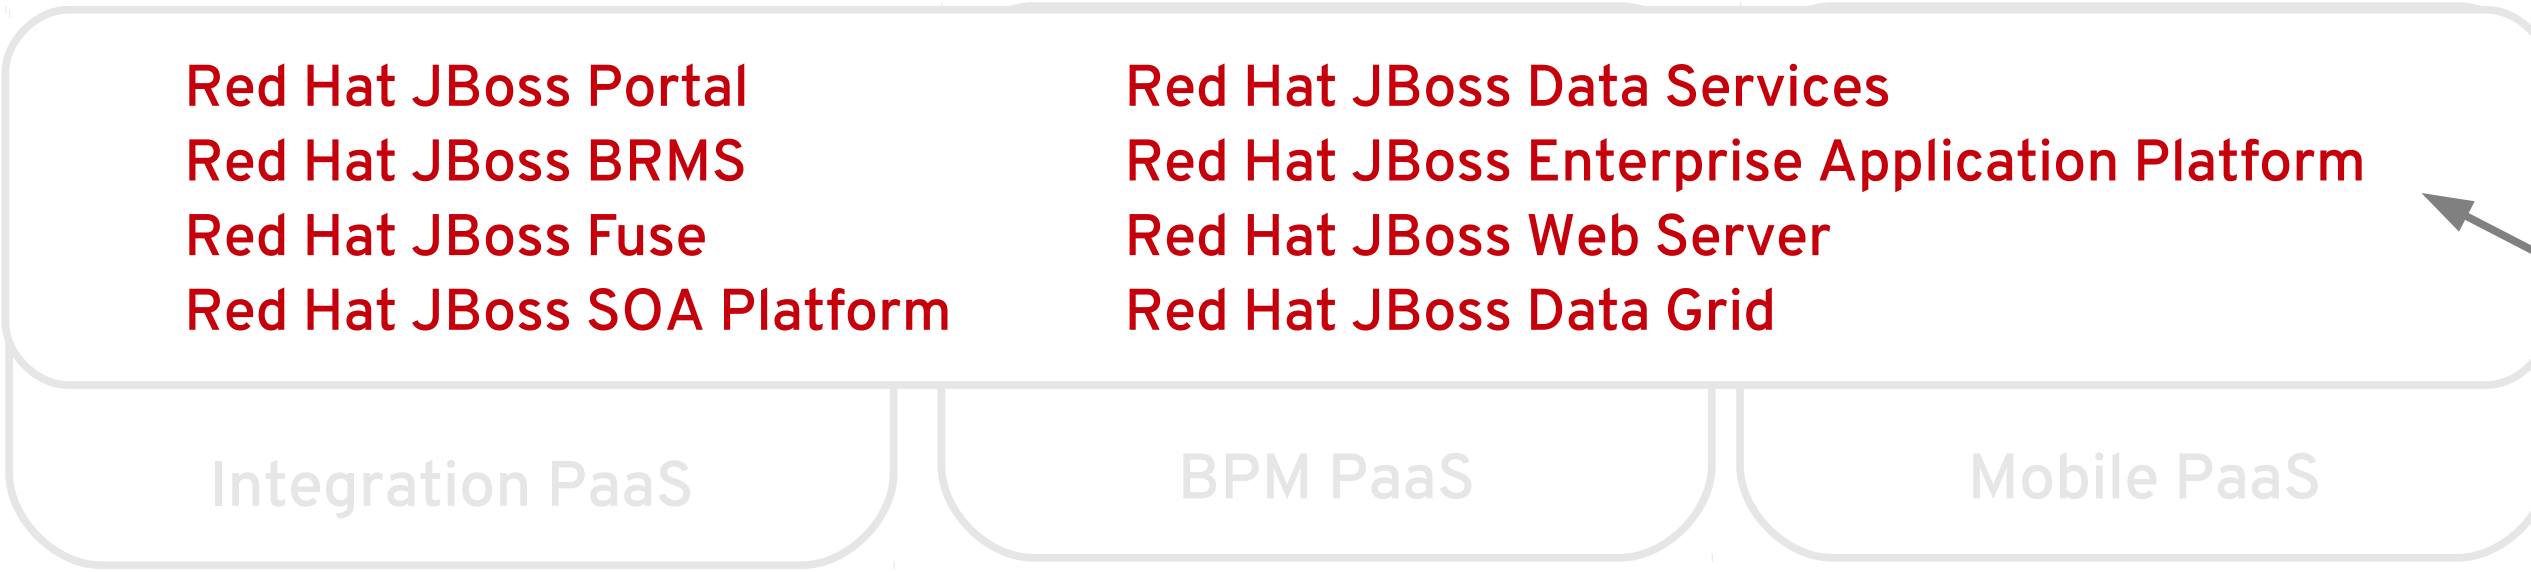 Red Hat JBoss Portal
Red Hat JBoss BRMS
Red Hat JBoss Fuse
Red Hat JBoss SOA Platform
Red Hat JBoss Data Services
Red Hat JBoss Enterprise Application Platform
Red Hat JBoss Web Server
Red Hat JBoss Data Grid
Integration PaaS
BPM PaaS
Mobile PaaS